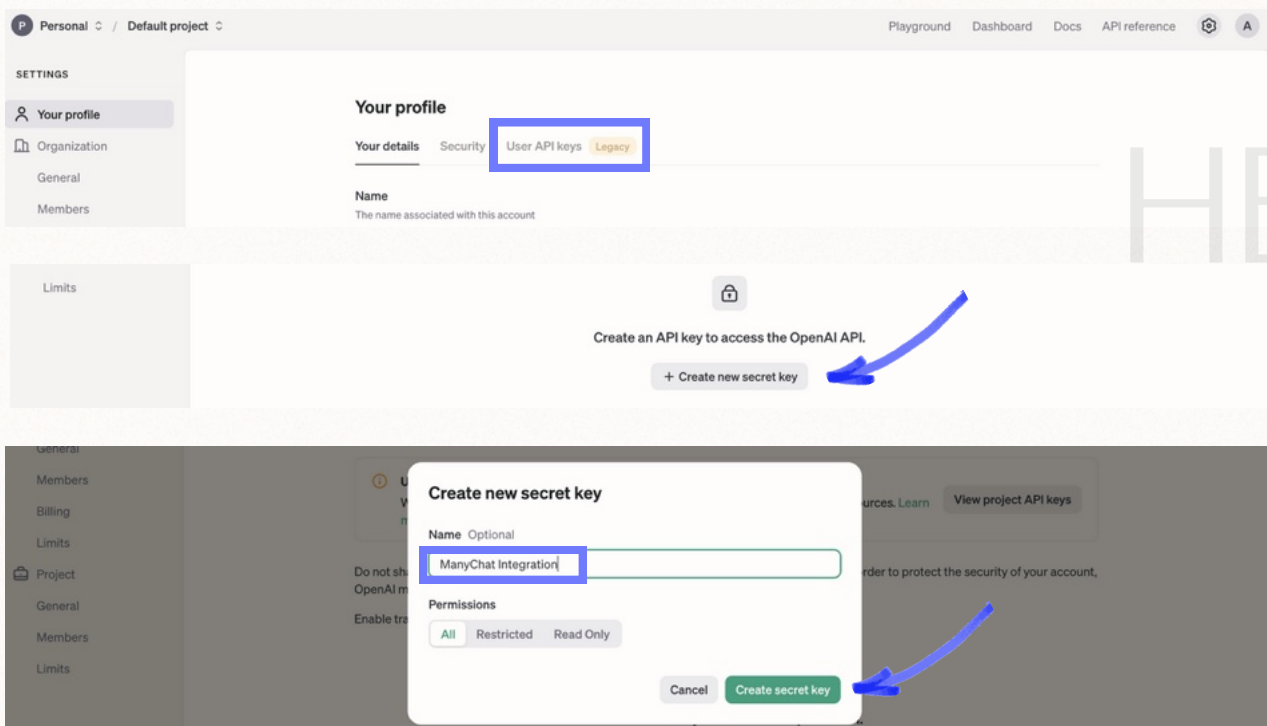 P Personal / Default project Playground Dashboard Docs API reference A
SETTINGS
Your profile
Organization
General
Members
Your profile
Your details Security User API keys Legacy
Name
The name associated with this account
HE
Limits
Create an API key to access the OpenAI API.
+ Create new secret key
General
Members
Billing
Limits
Project
General
Members
Limits
U
W
urces. Learn
m
View project API keys
Do not sh
rder to protect the security of your account,
OpenAI m
Enable tra
Create new secret key
Name Optional
ManyChat Integration
Permissions
All Restricted Read Only
Cancel Create secret key